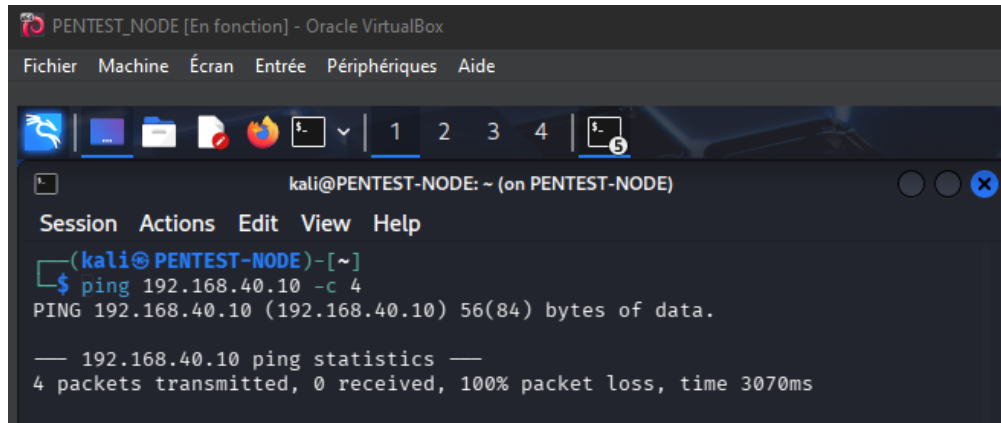 PENTEST_NODE [En fonction] - Oracle VirtualBox
Fichier Machine Écran Entrée Périphériques Aide
1 2 3 4 5
kali@PENTEST-NODE: ~ (on PENTEST-NODE)
Session Actions Edit View Help
┌──(kali㉿PENTEST-NODE)-[~]
└─$ ping 192.168.40.10 -c 4
PING 192.168.40.10 (192.168.40.10) 56(84) bytes of data.
--- 192.168.40.10 ping statistics ---
4 packets transmitted, 0 received, 100% packet loss, time 3070ms